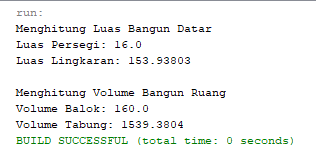 run:
Menghitung Luas Bangun Datar
Luas Persegi: 16.0
Luas Lingkaran: 153.93803
Menghitung Volume Bangun Ruang
Volume Balok: 160.0
Volume Tabung: 1539.3804
BUILD SUCCESSFUL (total time: 0 seconds)